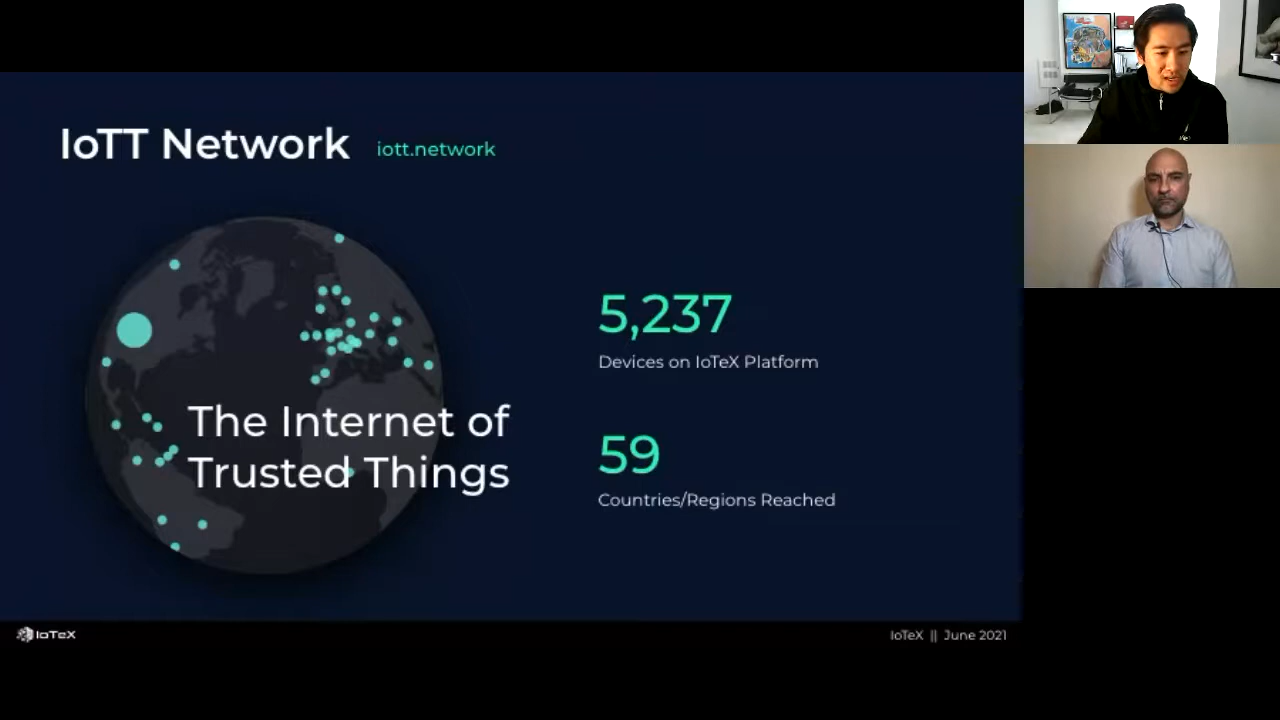 IoTT Network iott.network
The Internet of
Trusted Things
5,237
Devices on IoTeX Platform
59
Countries/Regions Reached
IoTeX
IoTeX || June 2021